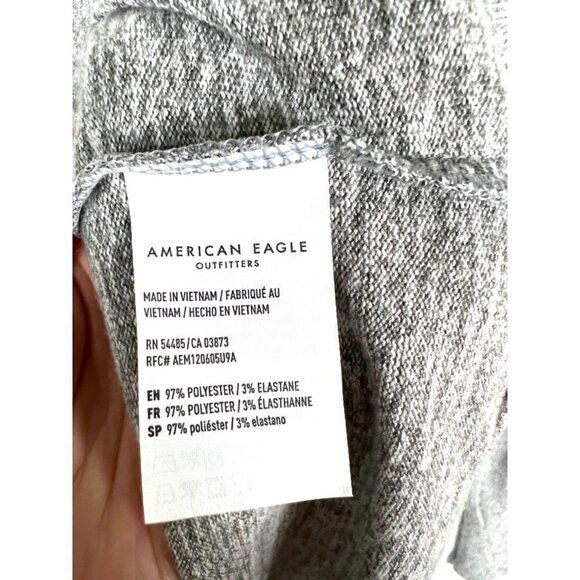 AMERICAN EAGLE
OUTFITTERS
MADE IN VIETNAM / FABRIQUÉ AU
VIETNAM / HECHO EN VIETNAM
RN 54485/CA 03873
RFC# AEM120605U9A
EN 97% POLYESTER / 3% ELASTANE
FR 97% POLYESTER / 3% ÉLASTHANNE
SP 97% poliéster / 3% elastano